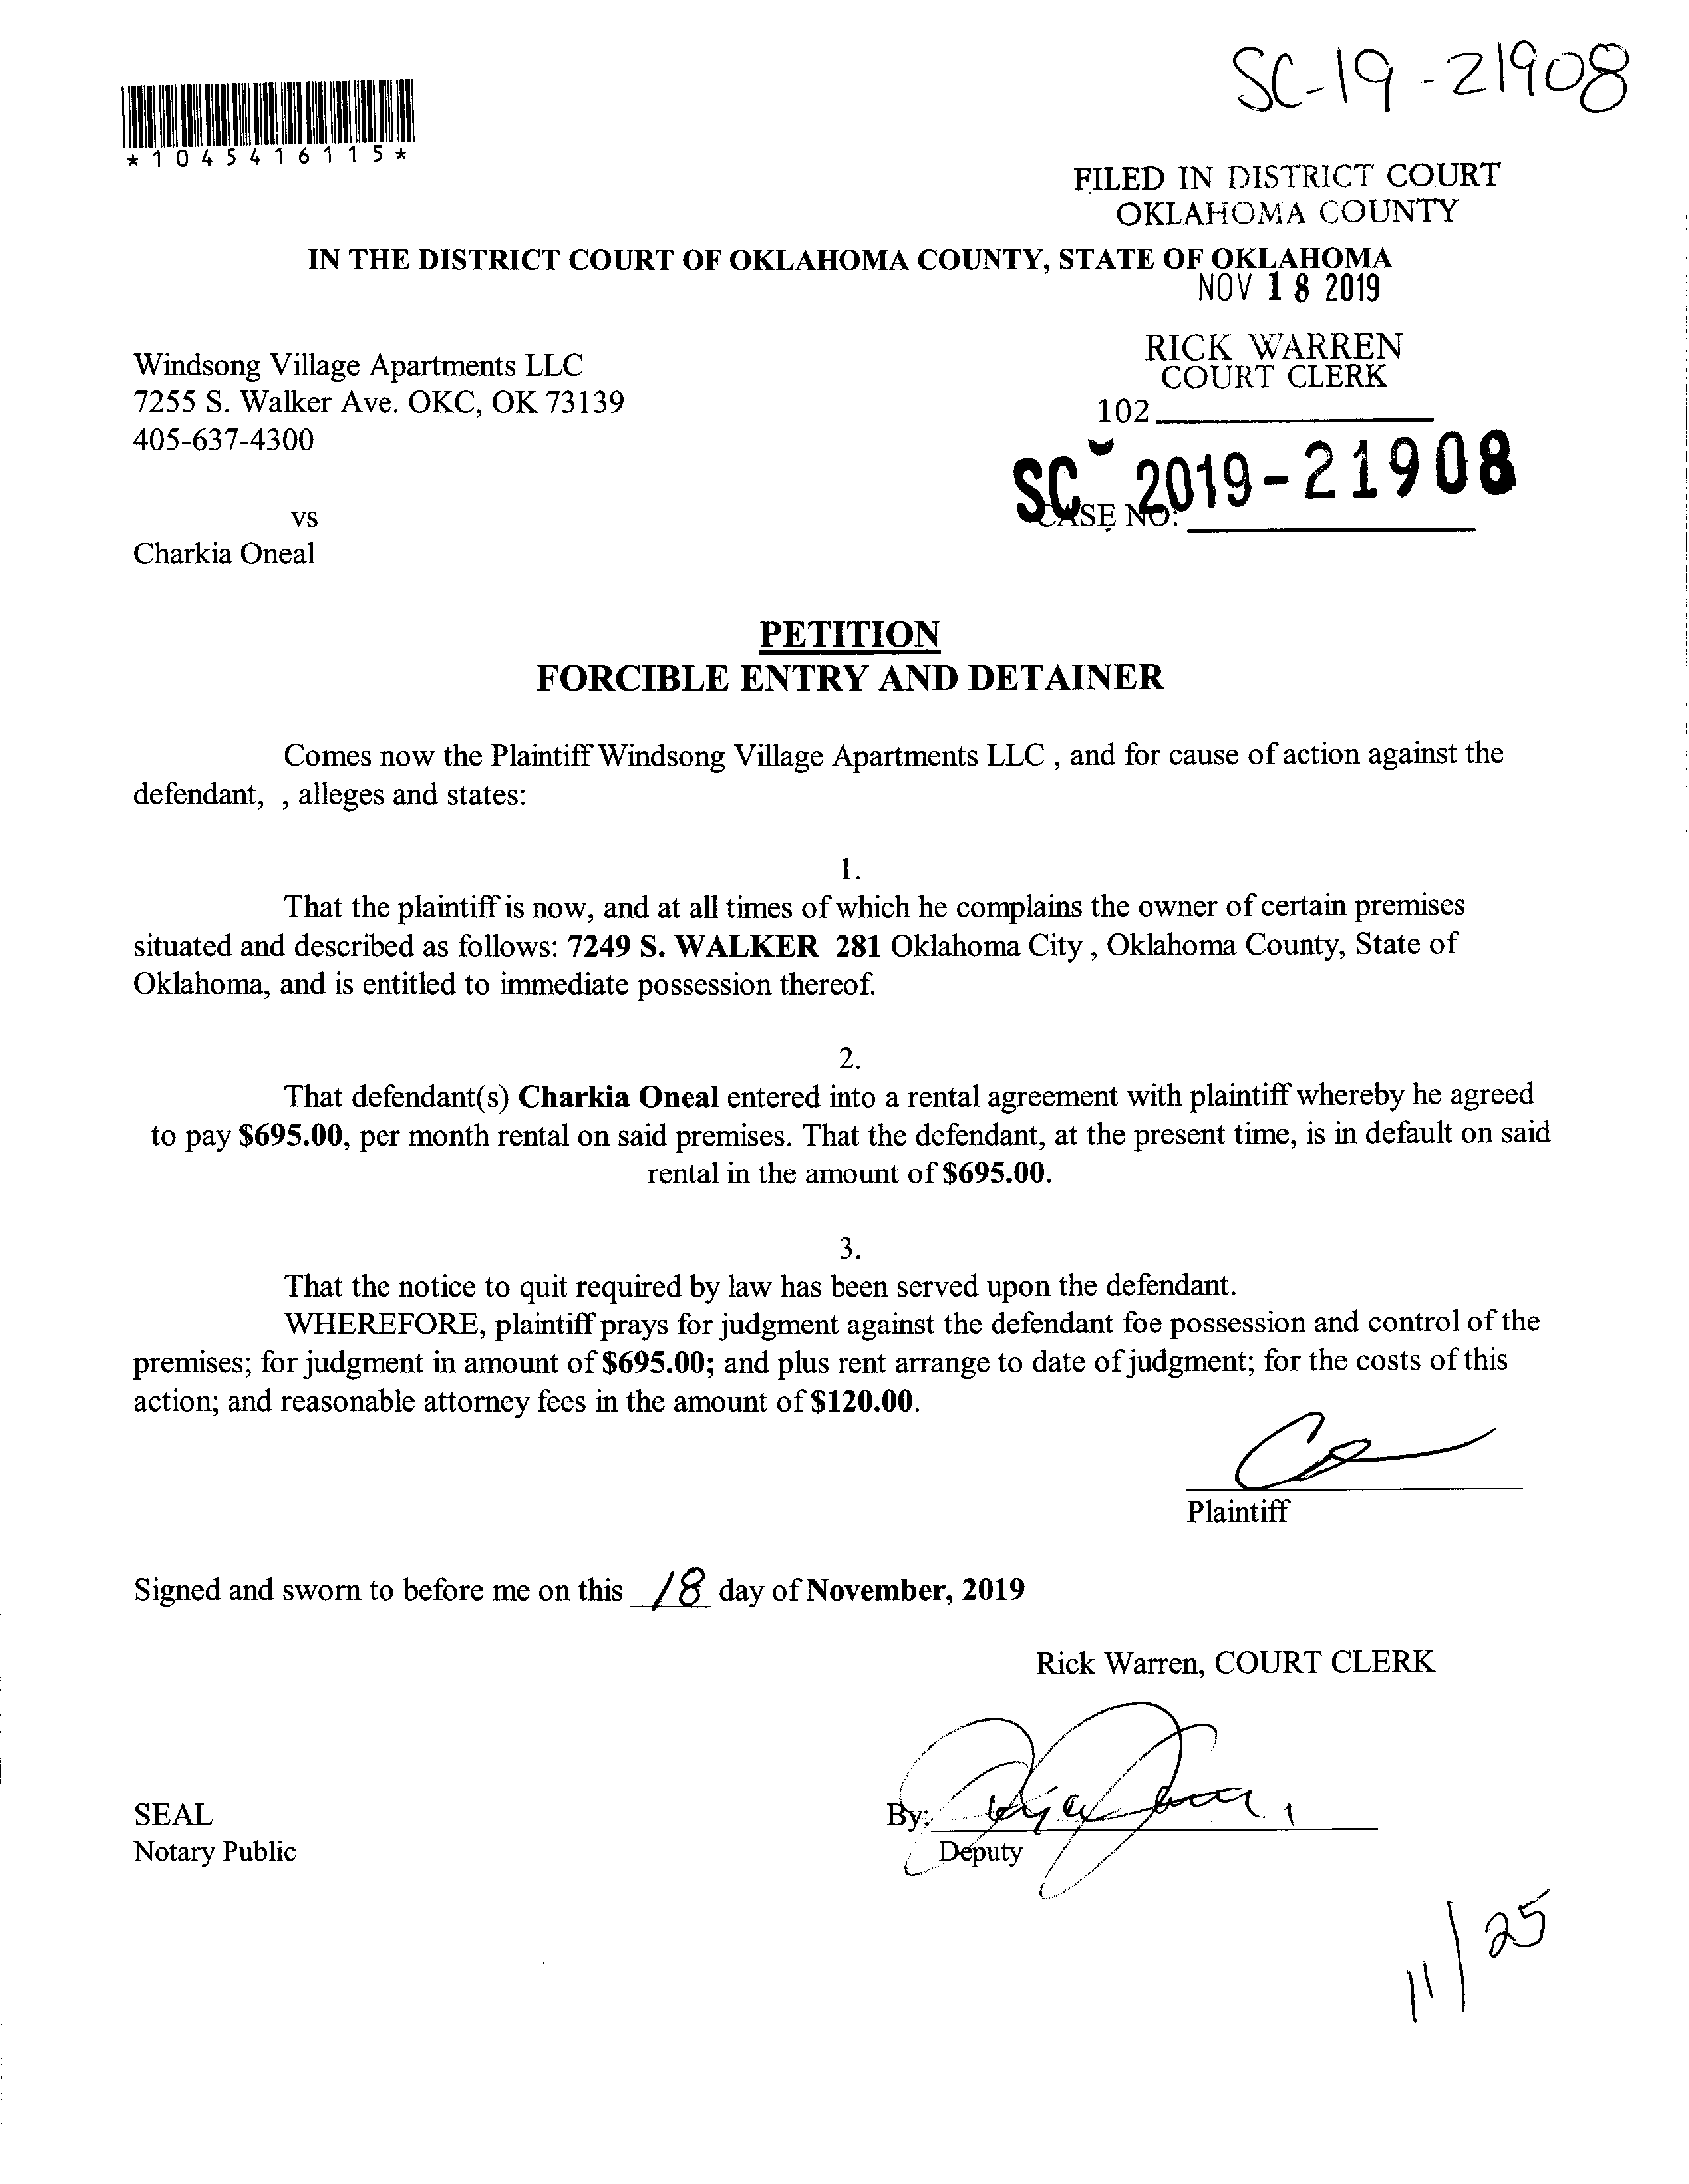 SC-19-21908
*1045416115*
FILED IN DISTRICT COURT
OKLAHOMA COUNTY
IN THE DISTRICT COURT OF OKLAHOMA COUNTY, STATE OF OKLAHOMA
NOV 18 2019
RICK WARREN
COURT CLERK
102
Windsong Village Apartments LLC
7255 S. Walker Ave. OKC, OK 73139
405-637-4300
SC- 2019-21908
CASE NO:
vs
Charkia Oneal
PETITION
FORCIBLE ENTRY AND DETAINER
Comes now the Plaintiff Windsong Village Apartments LLC , and for cause of action against the
defendant, , alleges and states:
1.
That the plaintiff is now, and at all times of which he complains the owner of certain premises
situated and described as follows: 7249 S. WALKER 281 Oklahoma City , Oklahoma County, State of
Oklahoma, and is entitled to immediate possession thereof.
2.
That defendant(s) Charkia Oneal entered into a rental agreement with plaintiff whereby he agreed
to pay $695.00, per month rental on said premises. That the defendant, at the present time, is in default on said
rental in the amount of $695.00.
3.
That the notice to quit required by law has been served upon the defendant.
WHEREFORE, plaintiff prays for judgment against the defendant foe possession and control of the
premises; for judgment in amount of $695.00; and plus rent arrange to date of judgment; for the costs of this
action; and reasonable attorney fees in the amount of $120.00.
Plaintiff
Signed and sworn to before me on this 18 day of November, 2019
Rick Warren, COURT CLERK
SEAL
By:
Notary Public
Deputy
11/25